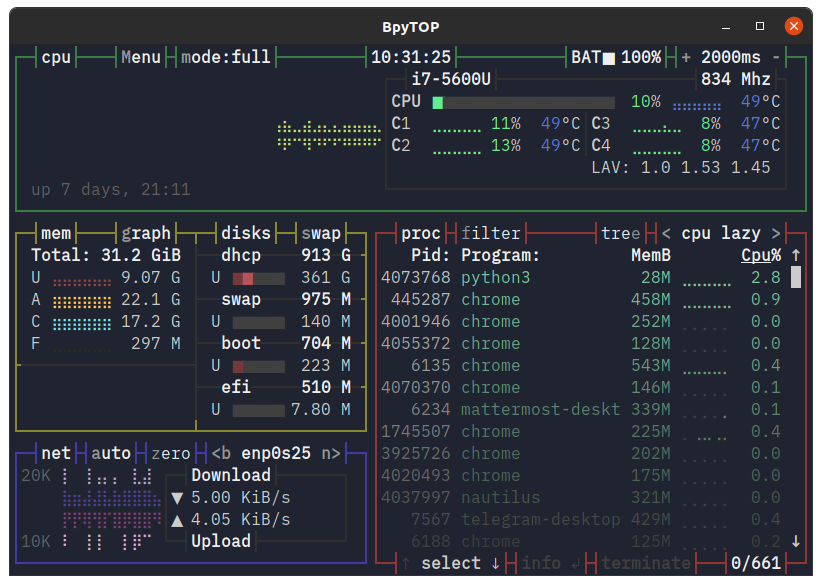 BpyTOP
cpu Menu mode:full 10:31:25 BAT■ 100% + 2000ms -
i7-5600U 834 Mhz
CPU 10% 49°C
C1 11% 49°C C3 8% 47°C
C2 13% 49°C C4 8% 47°C
LAV: 1.0 1.53 1.45
up 7 days, 21:11
mem graph disks swap
Total: 31.2 GiB
U 9.07 G
A 22.1 G
C 17.2 G
F 297 M
dhcp 913 G
U 361 G
swap 975 M
U 140 M
boot 704 M
U 223 M
efi 510 M
U 7.80 M
net auto zero <b enp0s25 n>
20K
10K
Download
▼ 5.00 KiB/s
▲ 4.05 KiB/s
Upload
proc filter tree < cpu lazy >
Pid: Program: MemB Cpu% ↑
4073768 python3 28M 2.8
445287 chrome 458M 0.9
4001946 chrome 252M 0.0
4055372 chrome 128M 0.0
6135 chrome 543M 0.4
4070370 chrome 146M 0.1
6234 mattermost-deskt 339M 0.1
1745507 chrome 225M 0.4
3925726 chrome 202M 0.0
4020493 chrome 175M 0.0
4037997 nautilus 321M 0.0
7567 telegram-desktop 429M 0.4
6188 chrome 125M 0.2 ↓
↑ select ↓ info ↲ terminate 0/661